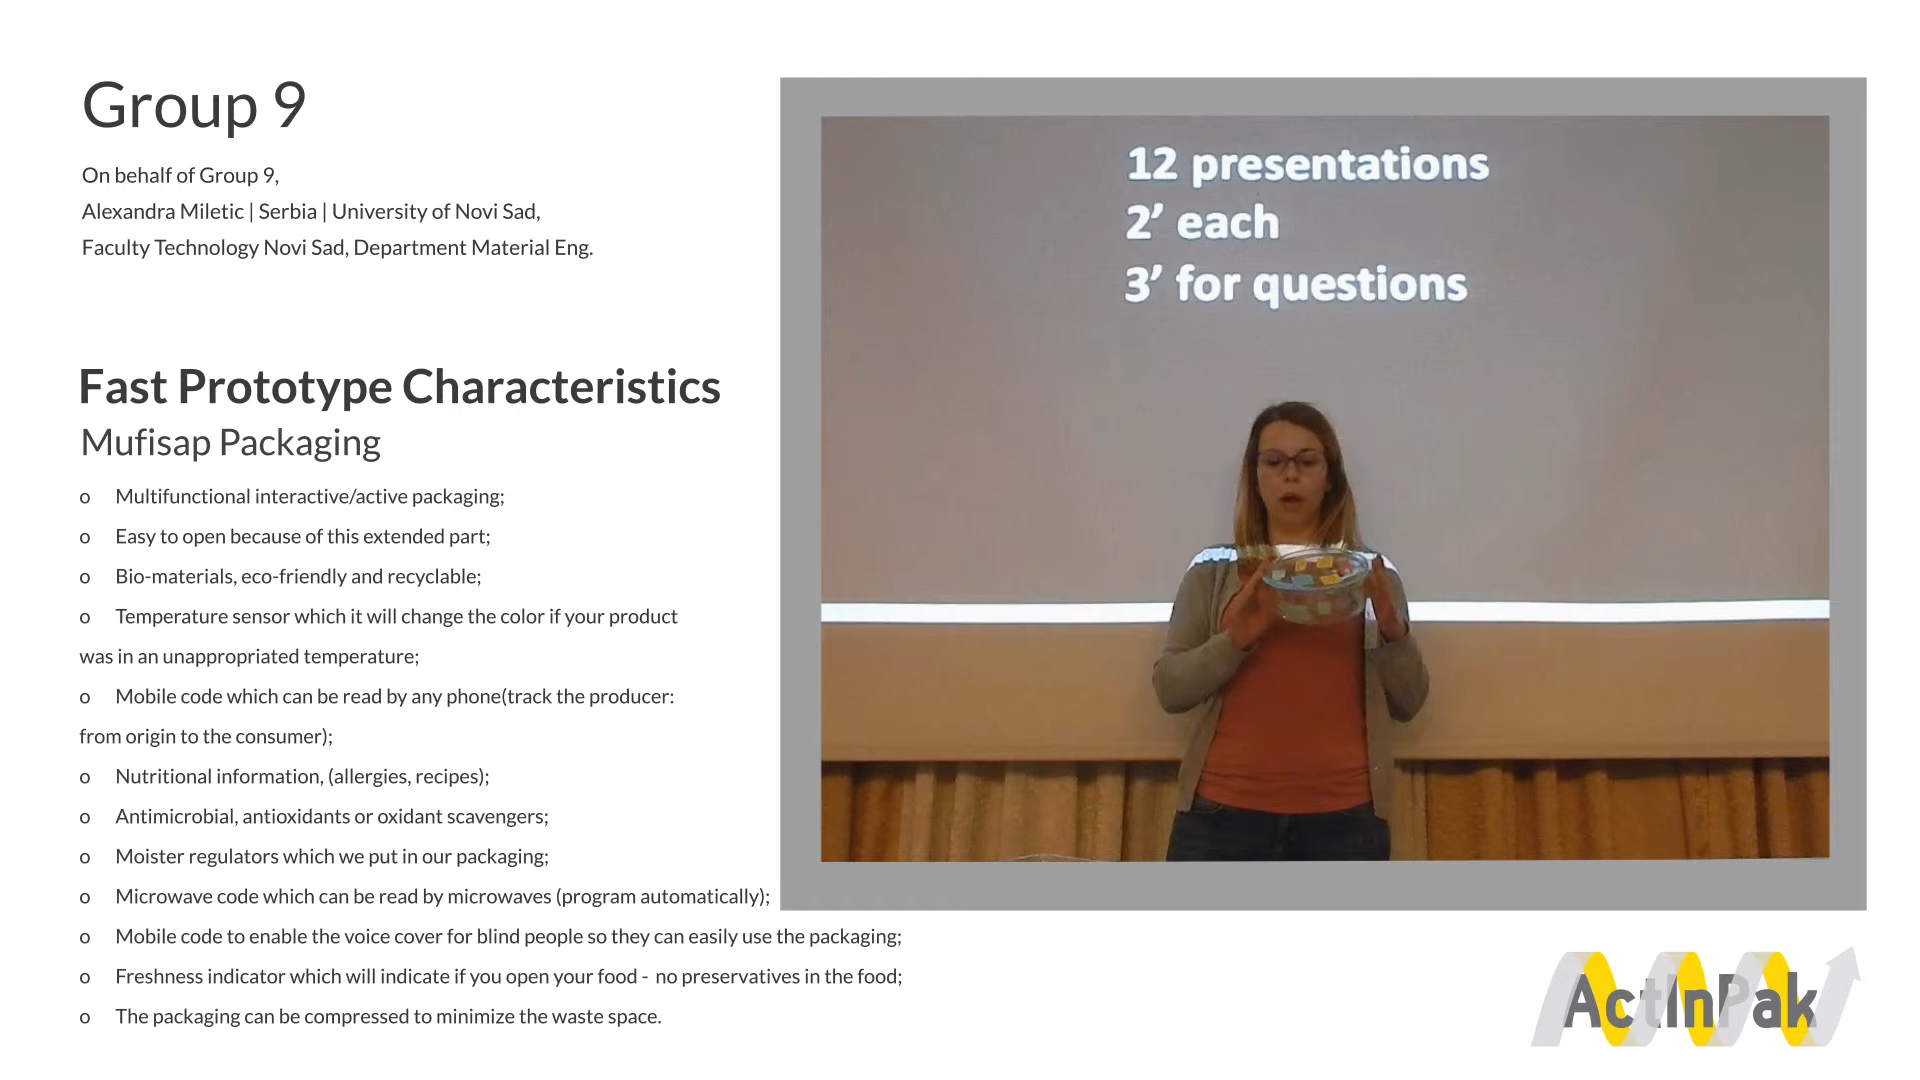 Group 9
On behalf of Group 9,
Alexandra Miletic | Serbia | University of Novi Sad,
Faculty Technology Novi Sad, Department Material Eng.
12 presentations
2’ each
3’ for questions
Fast Prototype Characteristics
Mufisap Packaging
o Multifunctional interactive/active packaging;
o Easy to open because of this extended part;
o Bio-materials, eco-friendly and recyclable;
o Temperature sensor which it will change the color if your product
was in an unappropriated temperature;
o Mobile code which can be read by any phone(track the producer:
from origin to the consumer);
o Nutritional information, (allergies, recipes);
o Antimicrobial, antioxidants or oxidant scavengers;
o Moister regulators which we put in our packaging;
o Microwave code which can be read by microwaves (program automatically);
o Mobile code to enable the voice cover for blind people so they can easily use the packaging;
o Freshness indicator which will indicate if you open your food - no preservatives in the food;
o The packaging can be compressed to minimize the waste space.
ActInPak